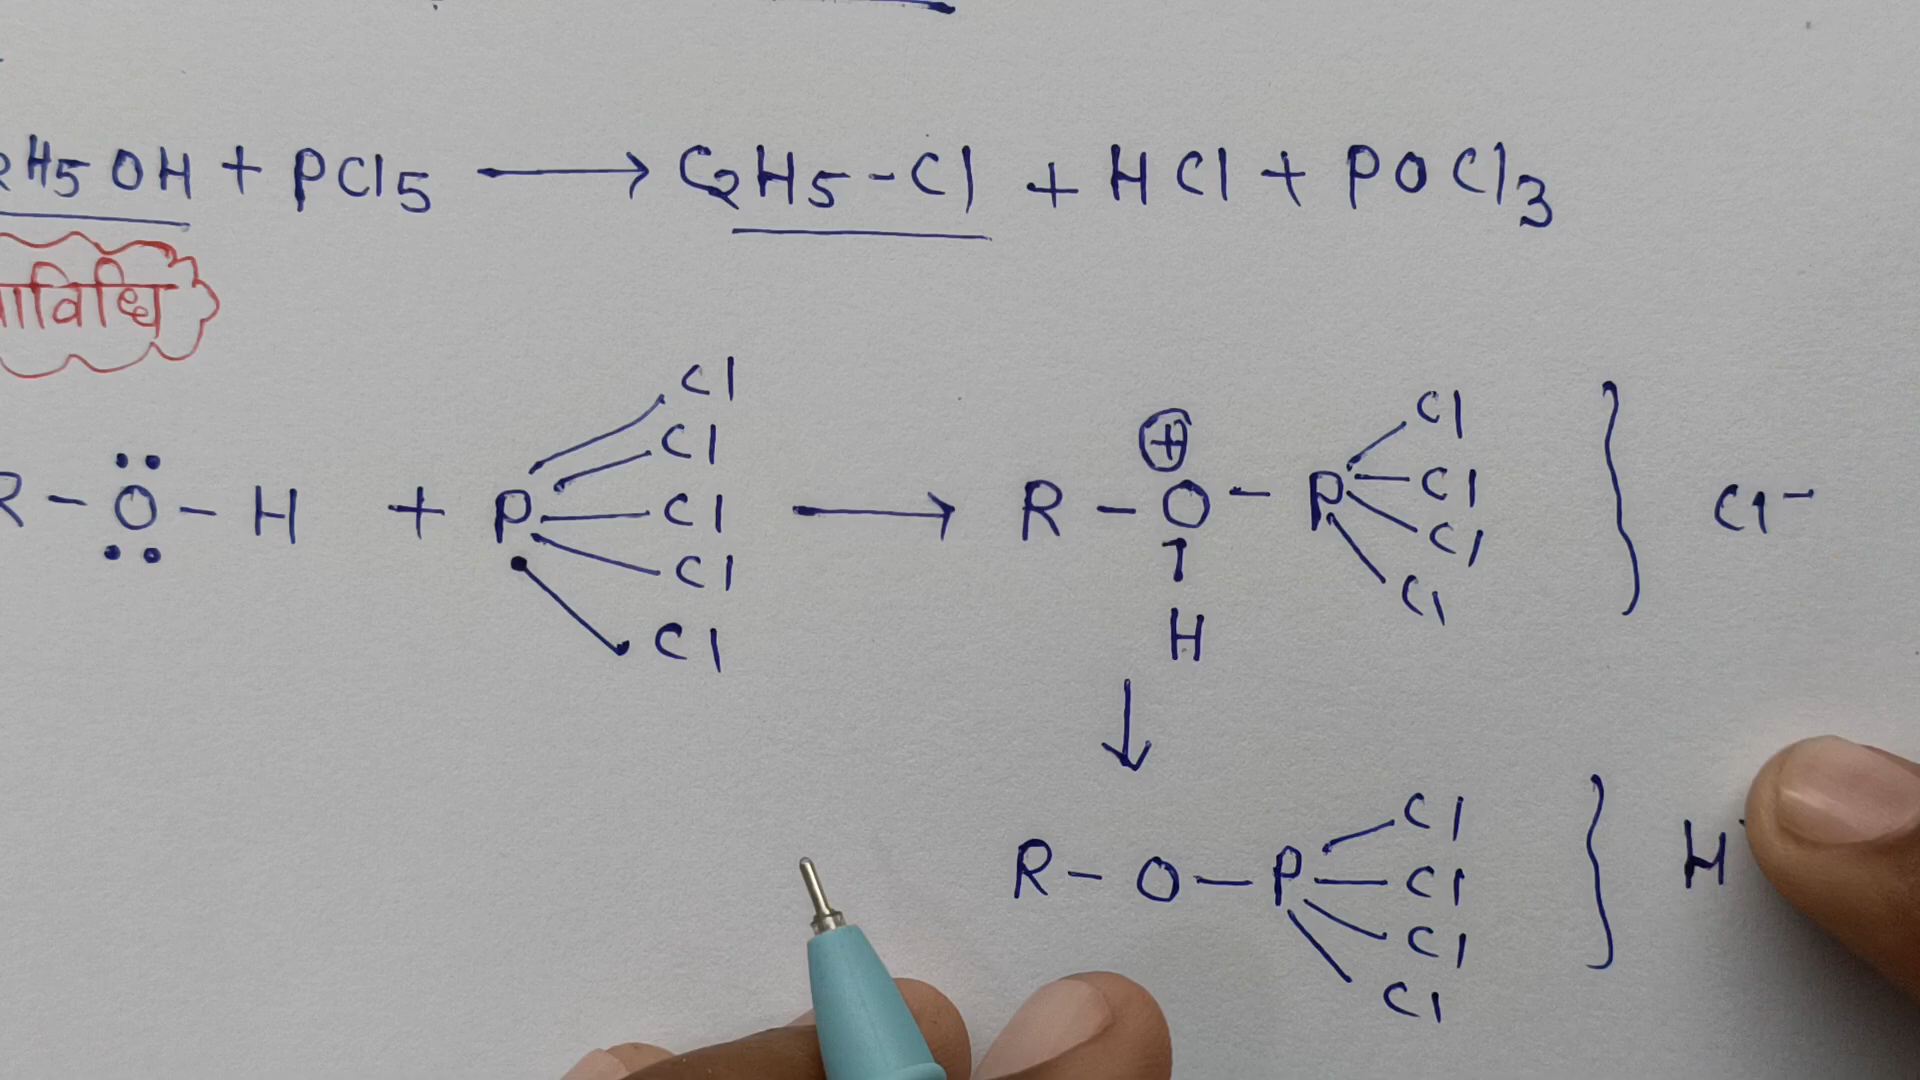 2H5OH + PCl5 ⟶ C2H5-Cl + HCl + POCl3
ाविधि
Cl
Cl Cl
⊕
R - O - H + P Cl ⟶ R - O - P Cl } Cl-
Cl Cl
H Cl
Cl
↓
Cl
R - O - P Cl } H
Cl
Cl